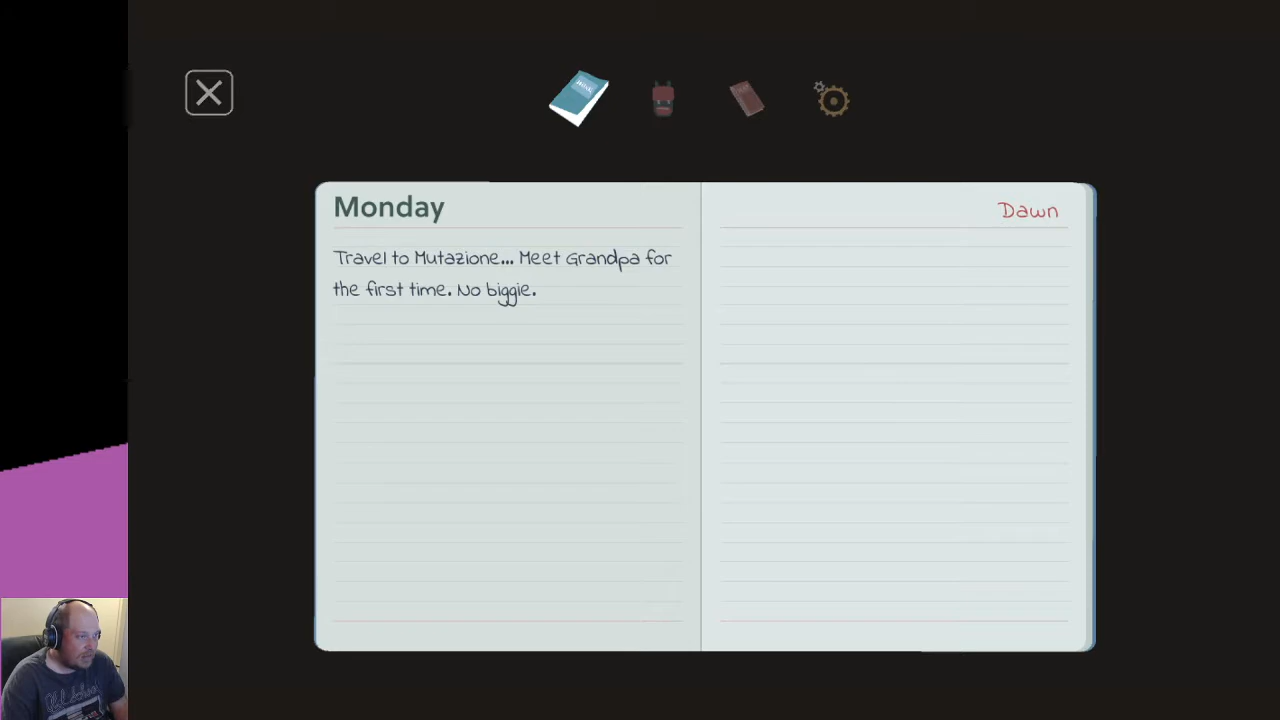 Monday
Dawn
Travel to Mutazione... Meet Grandpa for
the first time. No biggie.